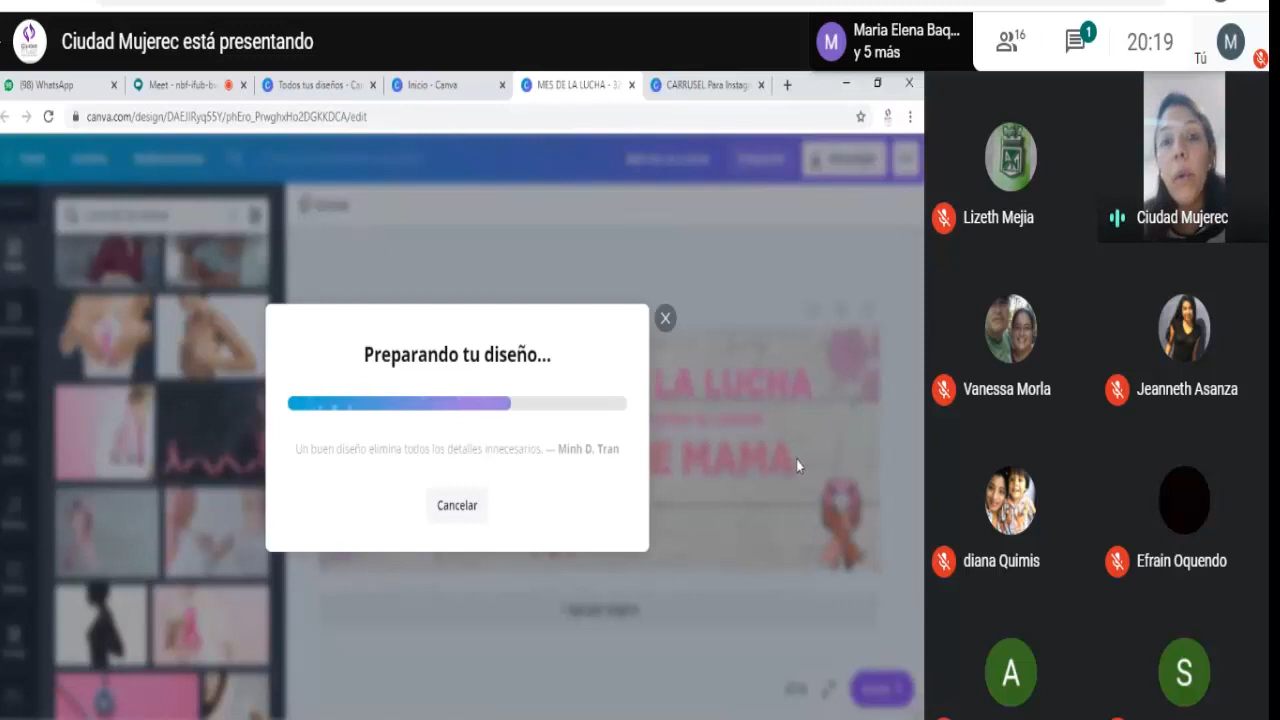 Ciudad Mujerec está presentando
M
Maria Elena Baq...
y 5 más
16
1
20:19
Tú
M
(98) WhatsApp
Meet - nbf-ifub-b
Todos tus diseños - Ca
Inicio - Canva
MES DE LA LUCHA - 32
CARRUSEL Para Instag
canva.com/design/DAEJIRyq55Y/phEro_PrwghxHo2DGKKDCA/edit
Lizeth Mejia
Ciudad Mujerec
Preparando tu diseño...
LA LUCHA
Un buen diseño elimina todos los detalles innecesarios. — Minh D. Tran
E MAMA
Cancelar
Vanessa Morla
Jeanneth Asanza
diana Quimis
Efrain Oquendo
A
S